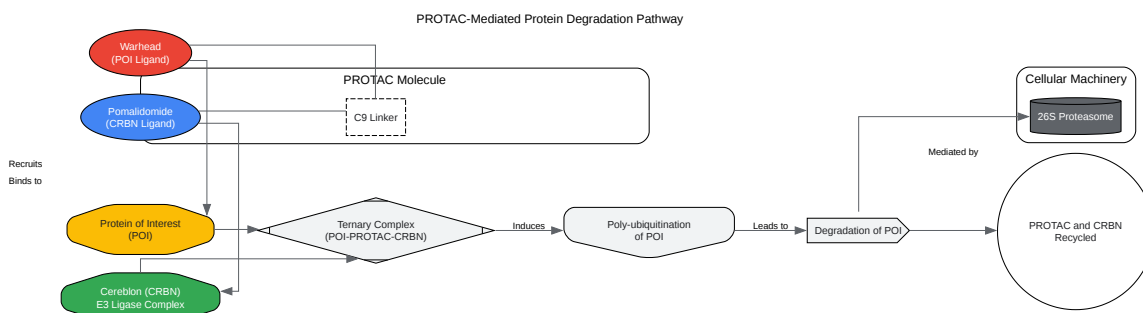 PROTAC-Mediated Protein Degradation Pathway
Warhead
(POI Ligand)
PROTAC Molecule
Pomalidomide
(CRBN Ligand)
C9 Linker
Cellular Machinery
26S Proteasome
Recruits
Binds to
Mediated by
Protein of Interest
(POI)
Ternary Complex
(POI-PROTAC-CRBN)
Induces
Poly-ubiquitination
of POI
Leads to
Degradation of POI
PROTAC and CRBN
Recycled
Cereblon (CRBN)
E3 Ligase Complex